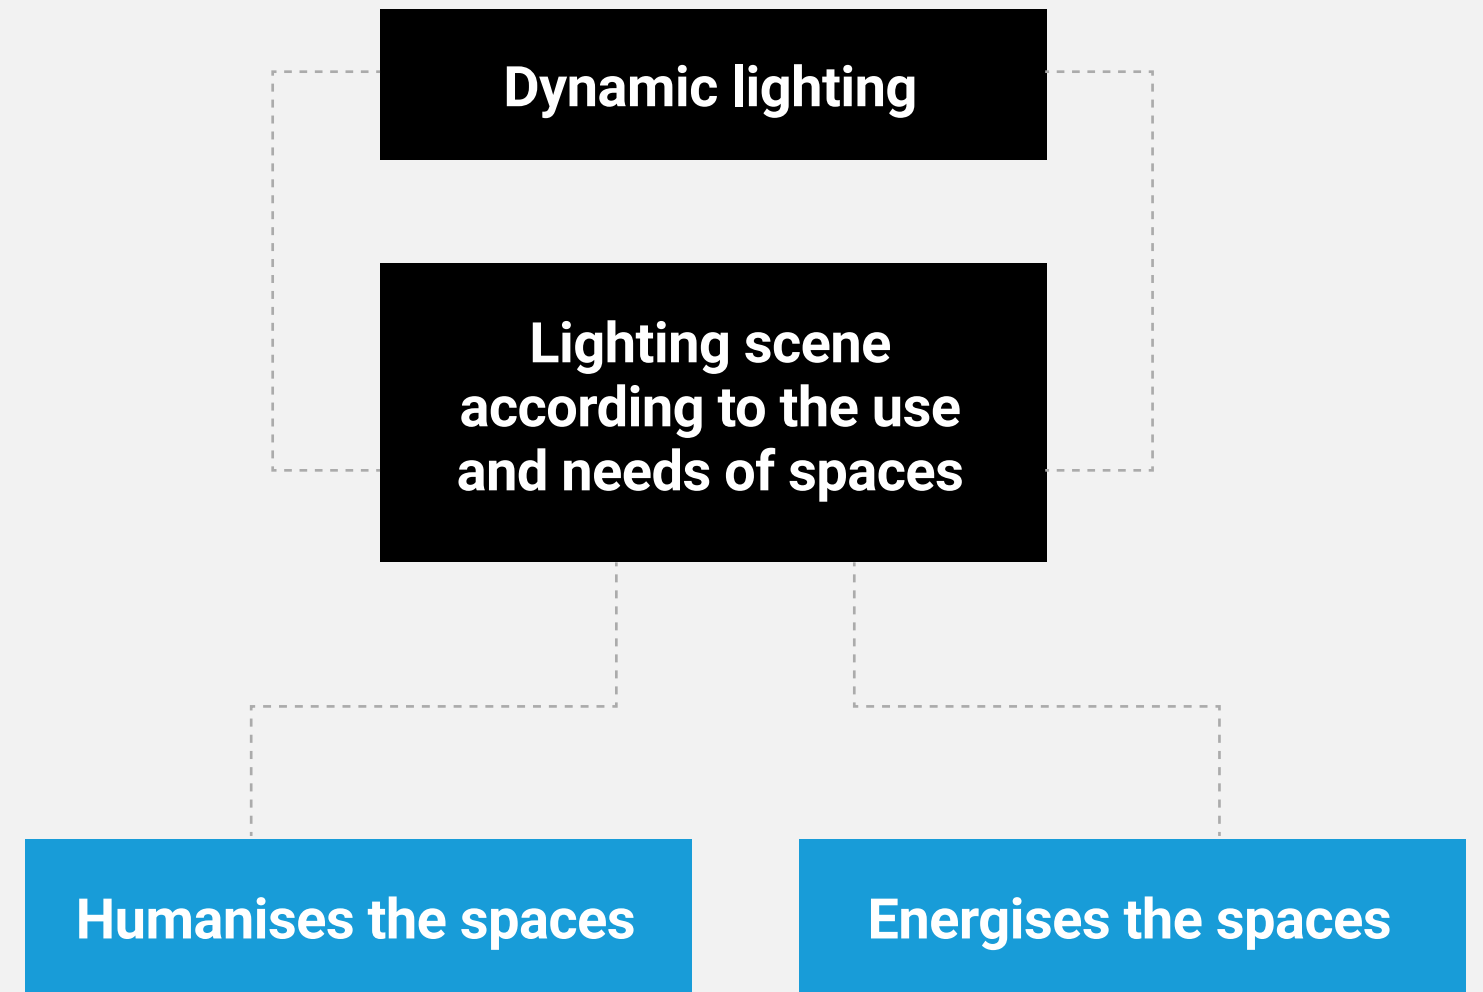 Dynamic lighting
Lighting scene
according to the use
and needs of spaces
Humanises the spaces
Energises the spaces